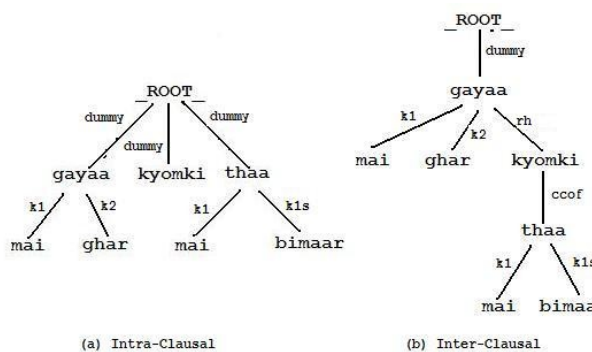 _ROOT_
dummy dummy dummy
gayaa kyomki thaa
k1 k2 k1 k1s
mai ghar mai bimaar
(a) Intra-Clausal
_ROOT_
dummy
gayaa
k1 k2 rh
mai ghar kyomki
ccof
thaa
k1 k1s
mai bimaa
(b) Inter-Clausal